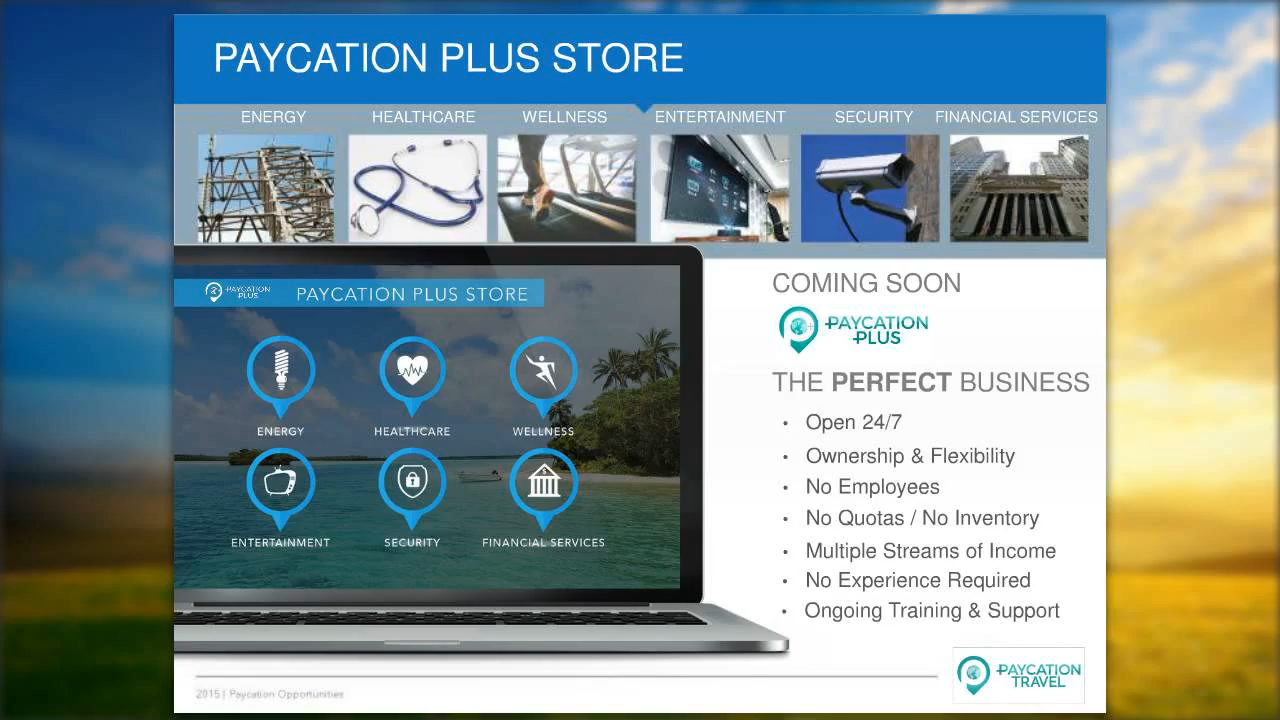 PAYCATION PLUS STORE
ENERGY HEALTHCARE WELLNESS ENTERTAINMENT SECURITY FINANCIAL SERVICES
PAYCATION
PLUS
PAYCATION PLUS STORE
ENERGY HEALTHCARE WELLNESS
ENTERTAINMENT SECURITY FINANCIAL SERVICES
COMING SOON
PAYCATION
PLUS
THE PERFECT BUSINESS
• Open 24/7
• Ownership & Flexibility
• No Employees
• No Quotas / No Inventory
• Multiple Streams of Income
• No Experience Required
• Ongoing Training & Support
2015 | Paycation Opportunities
PAYCATION
TRAVEL